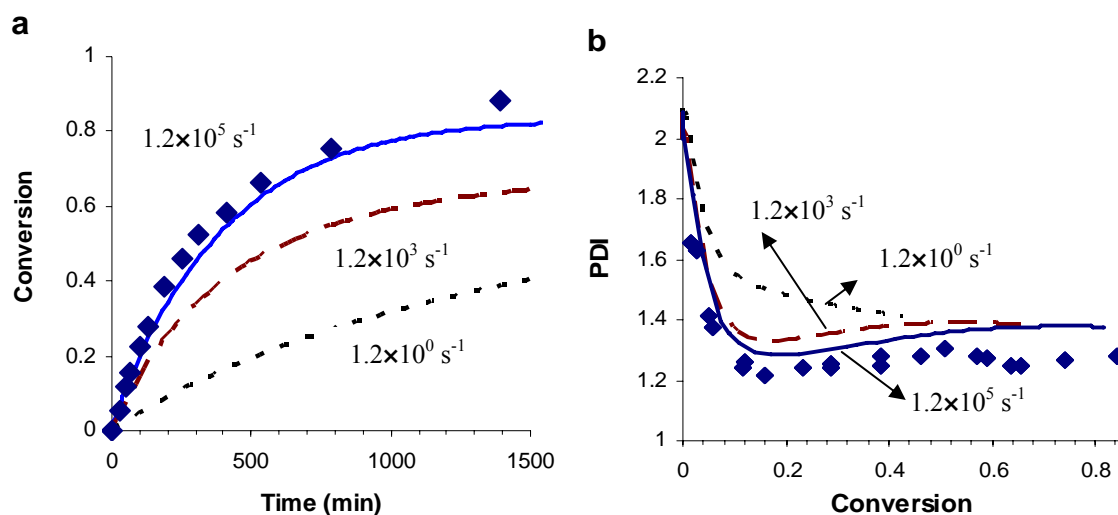 a
1
0.8
0.6
0.4
0.2
0
0
500
1000
1500
Conversion
Time (min)
1.2×10⁵ s⁻¹
1.2×10³ s⁻¹
1.2×10⁰ s⁻¹
b
2.2
2
1.8
1.6
1.4
1.2
1
0
0.2
0.4
0.6
0.8
PDI
Conversion
1.2×10³ s⁻¹
1.2×10⁰ s⁻¹
1.2×10⁵ s⁻¹